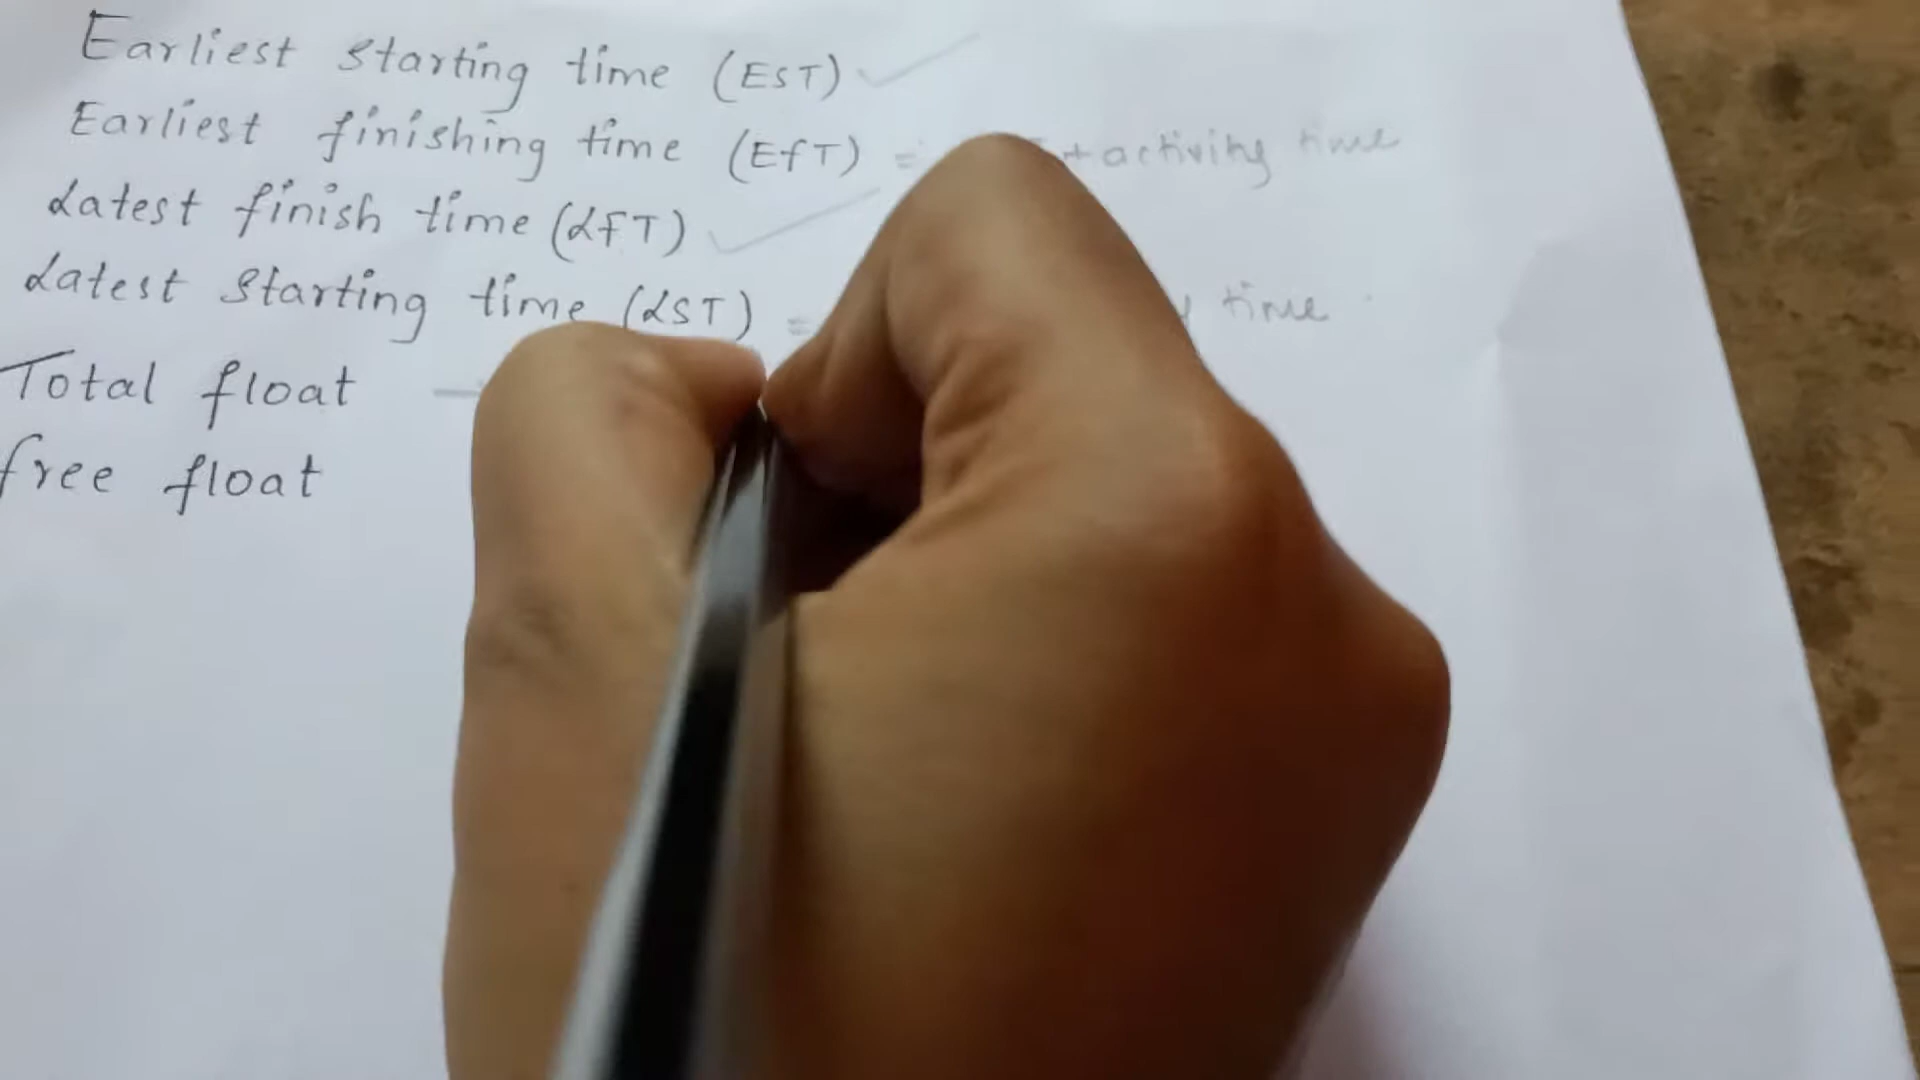 Earliest starting time (EST) ✓
Earliest finishing time (EfT) = + activity time
Latest finish time (LfT) ✓
Latest starting time (LST) = time
Total float
free float